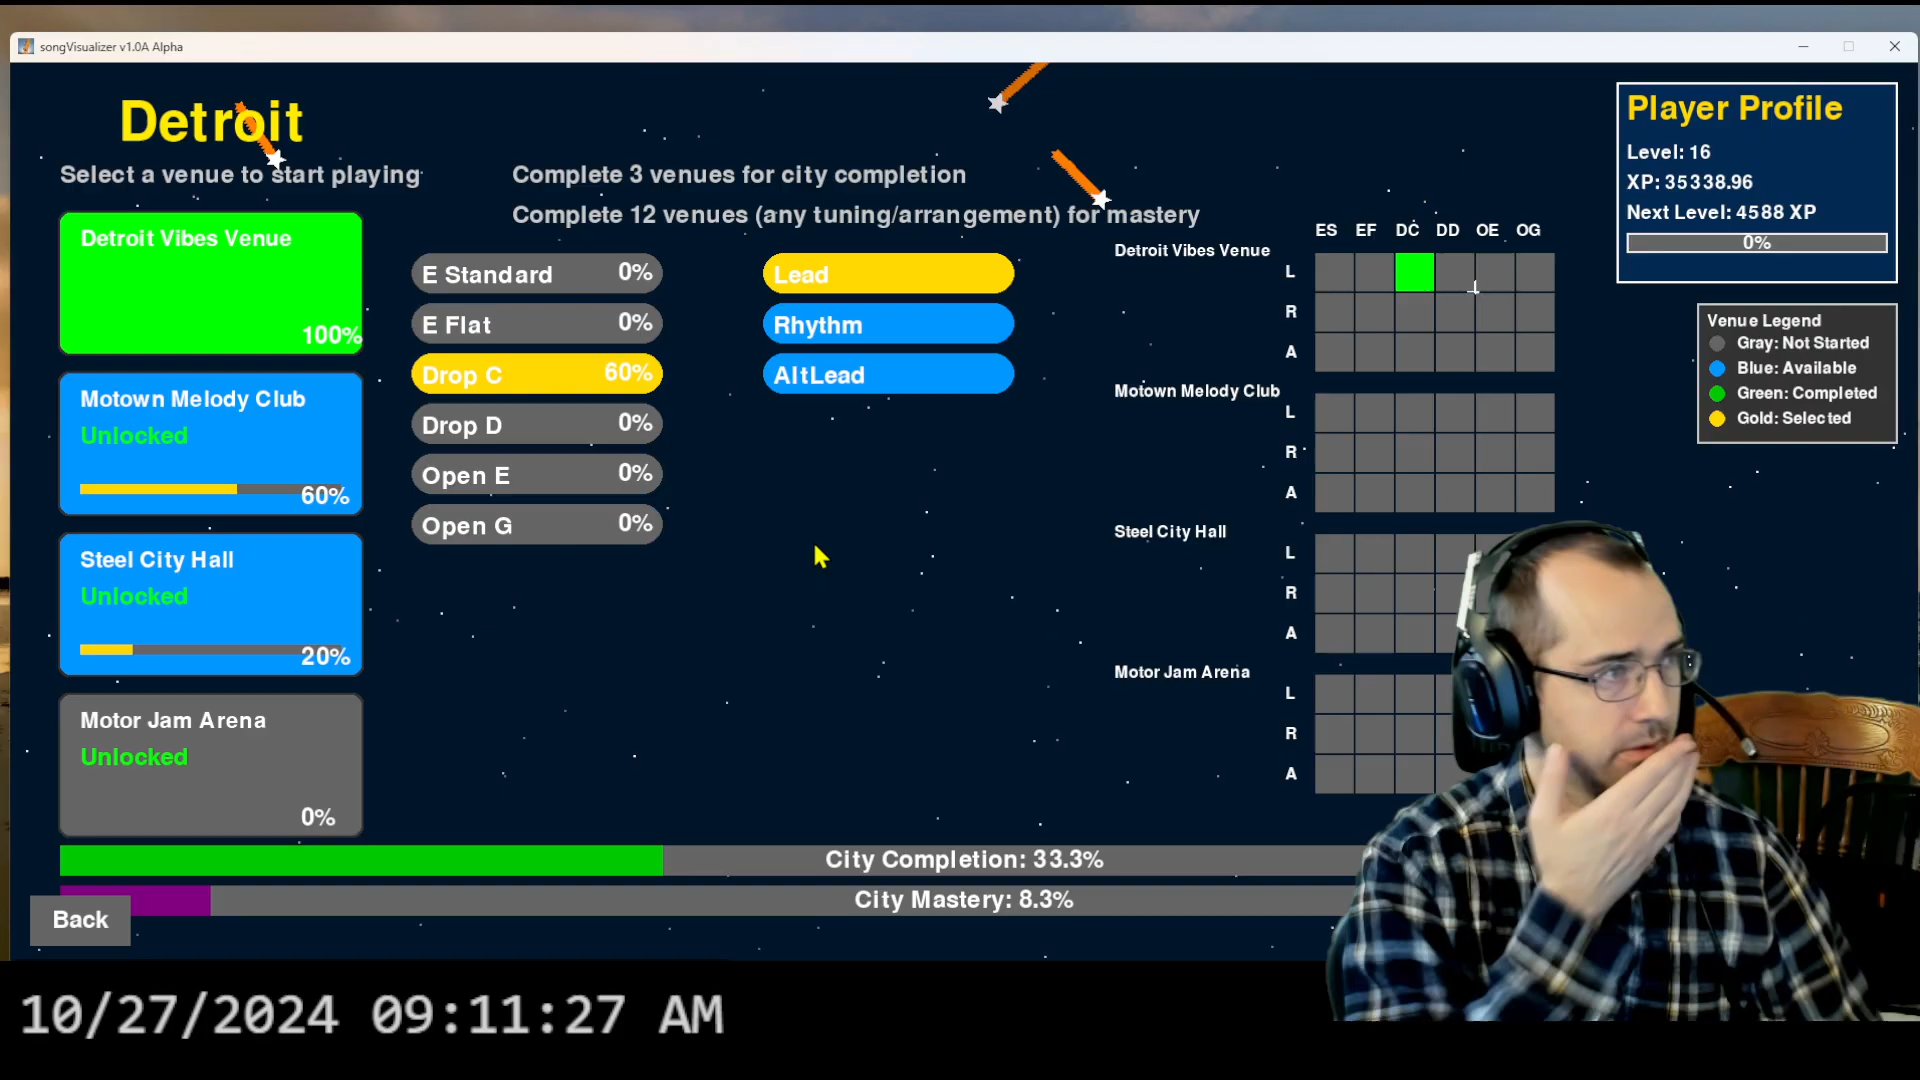 songVisualizer v1.0A Alpha
Detroit
Select a venue to start playing
Complete 3 venues for city completion
Complete 12 venues (any tuning/arrangement) for mastery
Detroit Vibes Venue
100%
Motown Melody Club
Unlocked
60%
Steel City Hall
Unlocked
20%
Motor Jam Arena
Unlocked
0%
E Standard 0%
E Flat 0%
Drop C 60%
Drop D 0%
Open E 0%
Open G 0%
Lead
Rhythm
AltLead
ES EF DC DD OE OG
Detroit Vibes Venue
L
R
A
Motown Melody Club
L
R
A
Steel City Hall
L
R
A
Motor Jam Arena
L
R
A
Player Profile
Level: 16
XP: 35338.96
Next Level: 4588 XP
0%
Venue Legend
Gray: Not Started
Blue: Available
Green: Completed
Gold: Selected
City Completion: 33.3%
City Mastery: 8.3%
Back
10/27/2024 09:11:27 AM